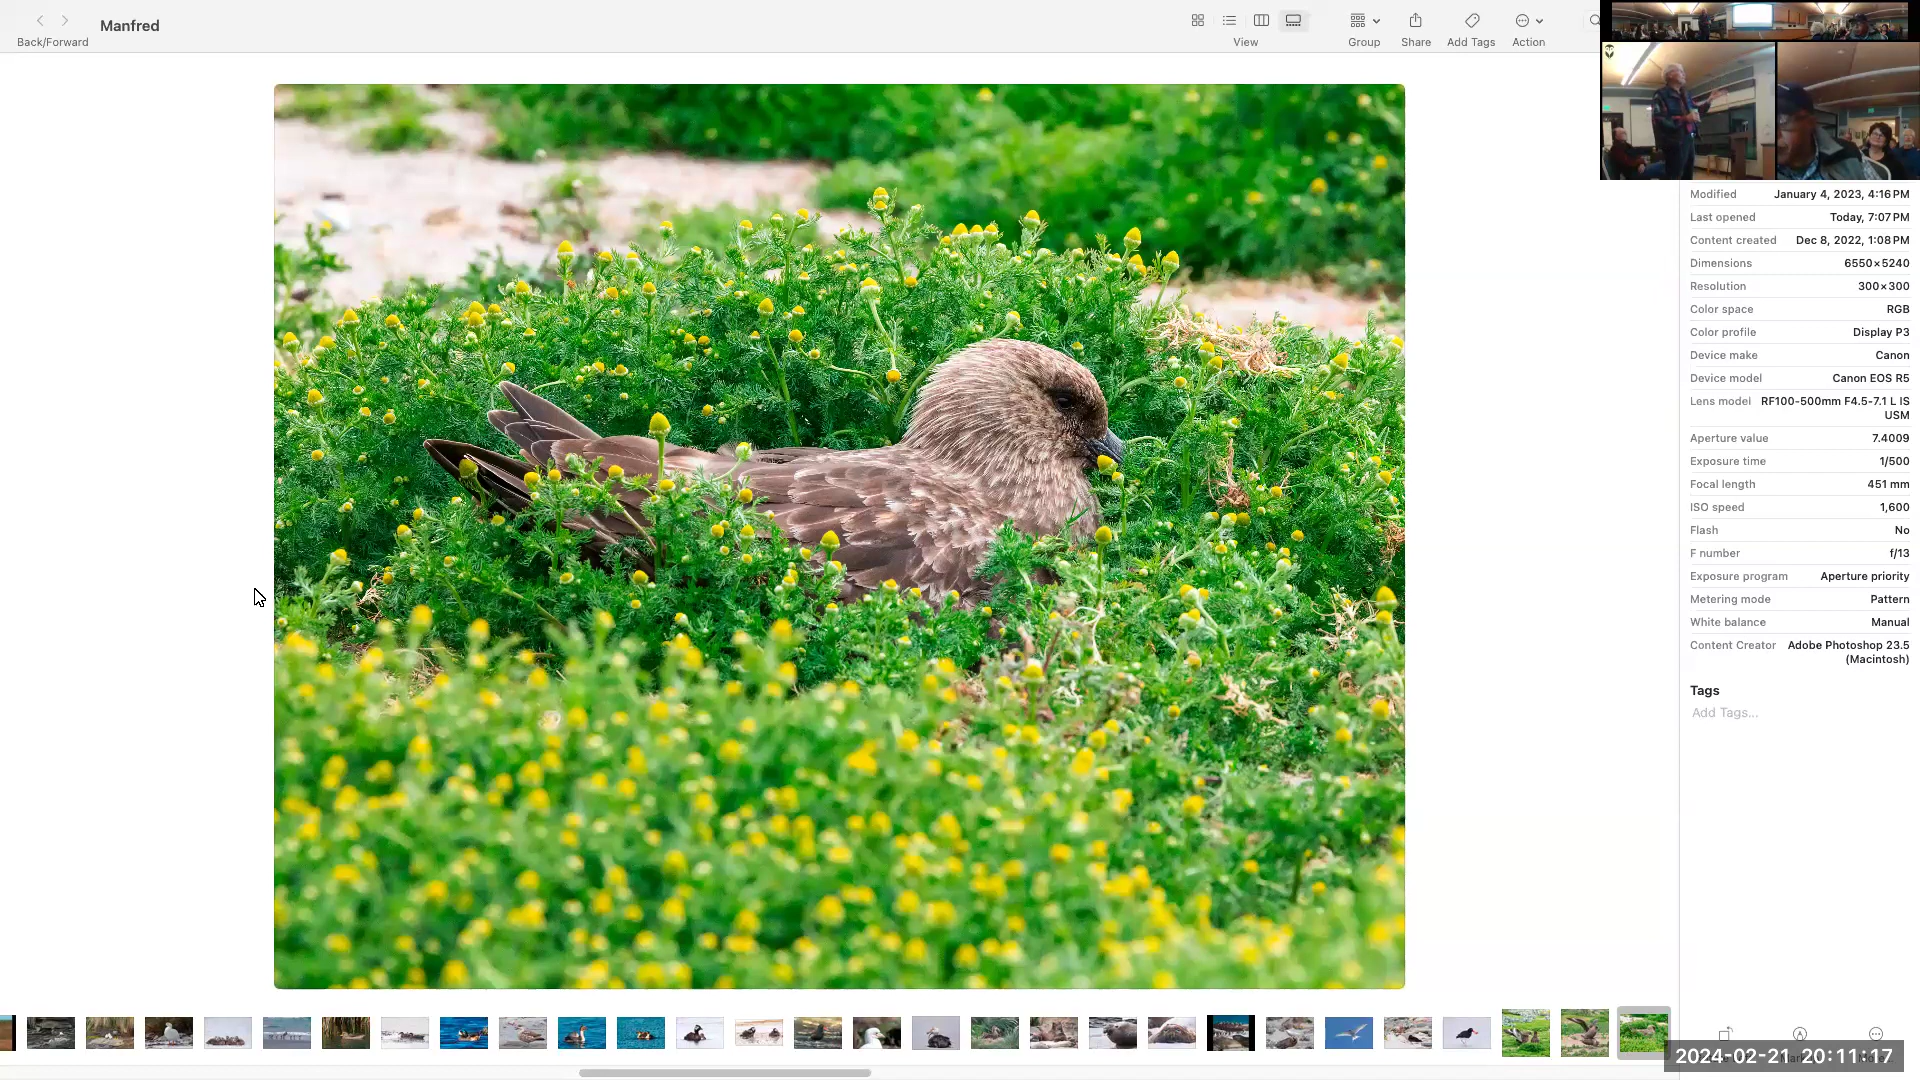 Manfred
Back/Forward
View
Group
Share
Add Tags
Action
Modified January 4, 2023, 4:16 PM
Last opened Today, 7:07 PM
Content created Dec 8, 2022, 1:08 PM
Dimensions 6550×5240
Resolution 300×300
Color space RGB
Color profile Display P3
Device make Canon
Device model Canon EOS R5
Lens model RF100-500mm F4.5-7.1 L IS
USM
Aperture value 7.4009
Exposure time 1/500
Focal length 451 mm
ISO speed 1,600
Flash No
F number f/13
Exposure program Aperture priority
Metering mode Pattern
White balance Manual
Content Creator Adobe Photoshop 23.5
(Macintosh)
Tags
Add Tags...
2024-02-21 20:11:17